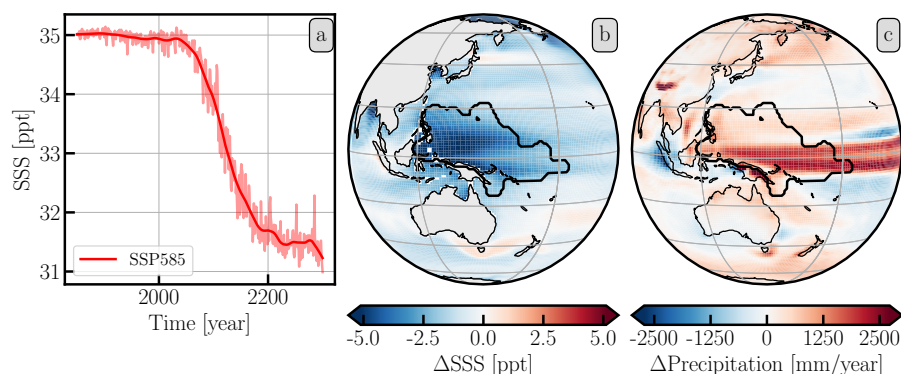 a
b
c
35
34
33
32
31
SSS [ppt]
SSP585
2000 2200
Time [year]
-5.0 -2.5 0.0 2.5 5.0
ΔSSS [ppt]
-2500 -1250 0 1250 2500
ΔPrecipitation [mm/year]